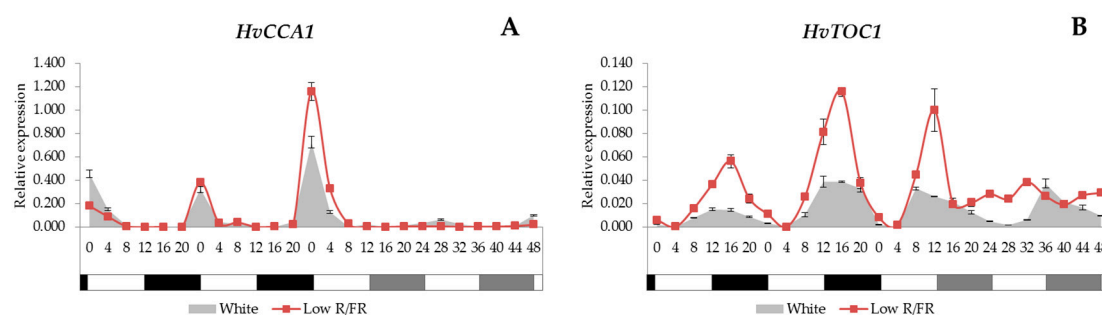 HvCCA1 A
Relative expression
1.400
1.200
1.000
0.800
0.600
0.400
0.200
0.000
0 4 8 12 16 20 0 4 8 12 16 20 0 4 8 12 16 20 24 28 32 36 40 44 48
White Low R/FR
HvTOC1 B
Relative expression
0.140
0.120
0.100
0.080
0.060
0.040
0.020
0.000
0 4 8 12 16 20 0 4 8 12 16 20 0 4 8 12 16 20 24 28 32 36 40 44 48
White Low R/FR